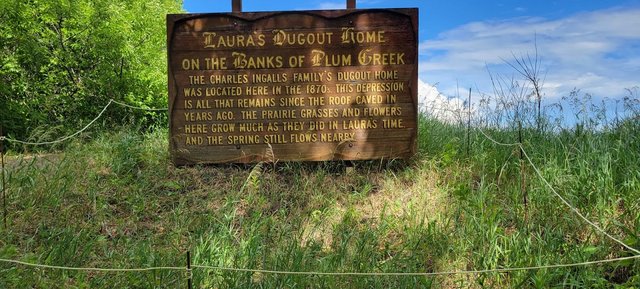 Laura's Dugout Home
on the Banks of Plum Creek
The Charles Ingalls family's dugout home
was located here in the 1870s. This depression
is all that remains since the roof caved in
years ago. The prairie grasses and flowers
here grow much as they did in Lauras time
and the spring still flows nearby.